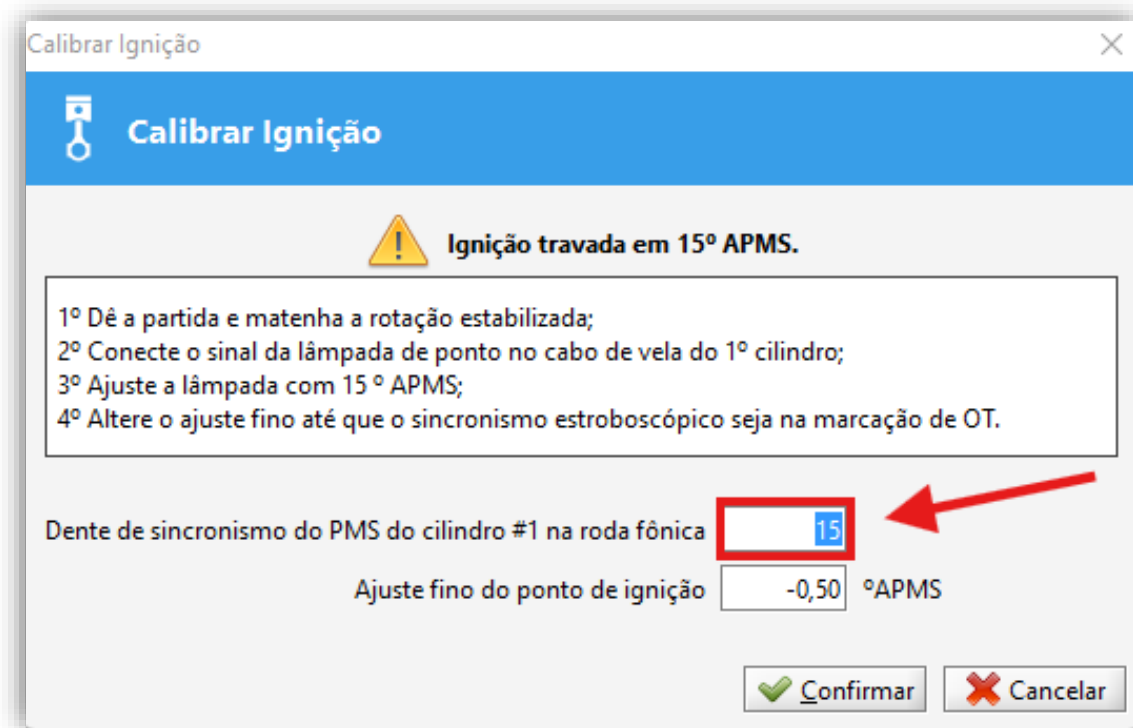 Calibrar Ignição
Calibrar Ignição
Ignição travada em 15º APMS.
1º Dê a partida e matenha a rotação estabilizada;
2º Conecte o sinal da lâmpada de ponto no cabo de vela do 1º cilindro;
3º Ajuste a lâmpada com 15 º APMS;
4º Altere o ajuste fino até que o sincronismo estroboscópico seja na marcação de OT.
Dente de sincronismo do PMS do cilindro #1 na roda fônica 15
Ajuste fino do ponto de ignição -0,50 ºAPMS
Confirmar Cancelar